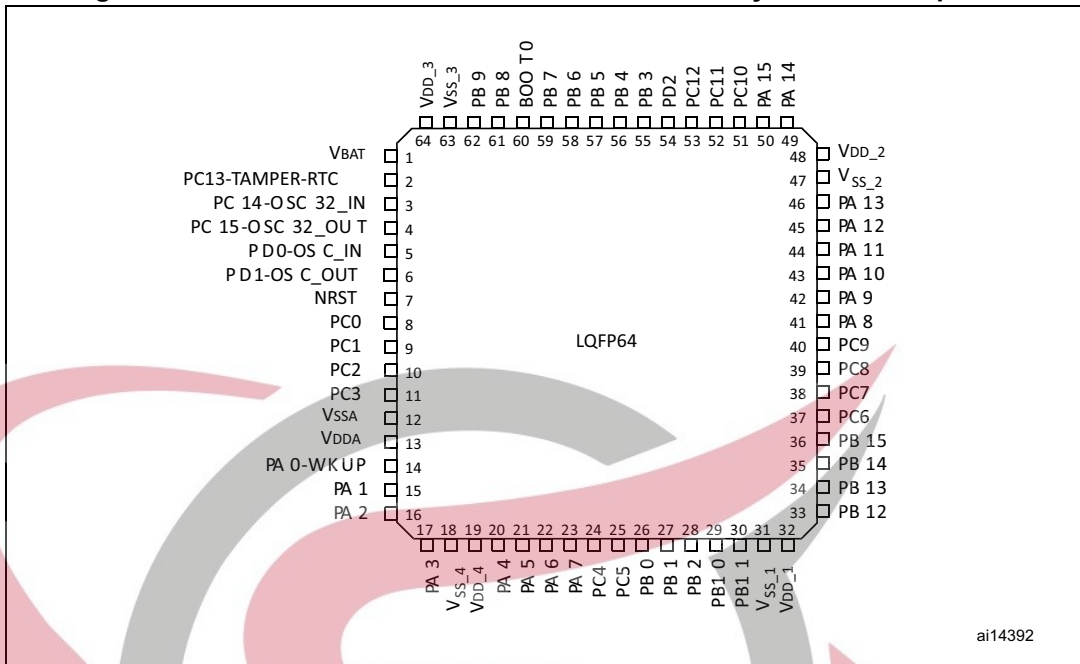 VDD_3
VSS_3
PB 9
PB 8
BOO T0
PB 7
PB 6
PB 5
PB 4
PB 3
PD2
PC12
PC11
PC10
PA 15
PA 14
64 63 62 61 60 59 58 57 56 55 54 53 52 51 50 49
VBAT 1
PC13-TAMPER-RTC 2
PC 14-O SC 32_IN 3
PC 15-O SC 32_OU T 4
P D0-OS C_IN 5
P D1-OS C_OUT 6
NRST 7
PC0 8
PC1 9
PC2 10
PC3 11
VSSA 12
VDDA 13
PA 0-WK UP 14
PA 1 15
PA 2 16
LQFP64
48 VDD_2
47 VSS_2
46 PA 13
45 PA 12
44 PA 11
43 PA 10
42 PA 9
41 PA 8
40 PC9
39 PC8
38 PC7
37 PC6
36 PB 15
35 PB 14
34 PB 13
33 PB 12
17 18 19 20 21 22 23 24 25 26 27 28 29 30 31 32
PA 3
VSS_4
VDD_4
PA 4
PA 5
PA 6
PA 7
PC4
PC5
PB 0
PB 1
PB 2
PB1 0
PB1 1
VSS_1
VDD_1
ai14392